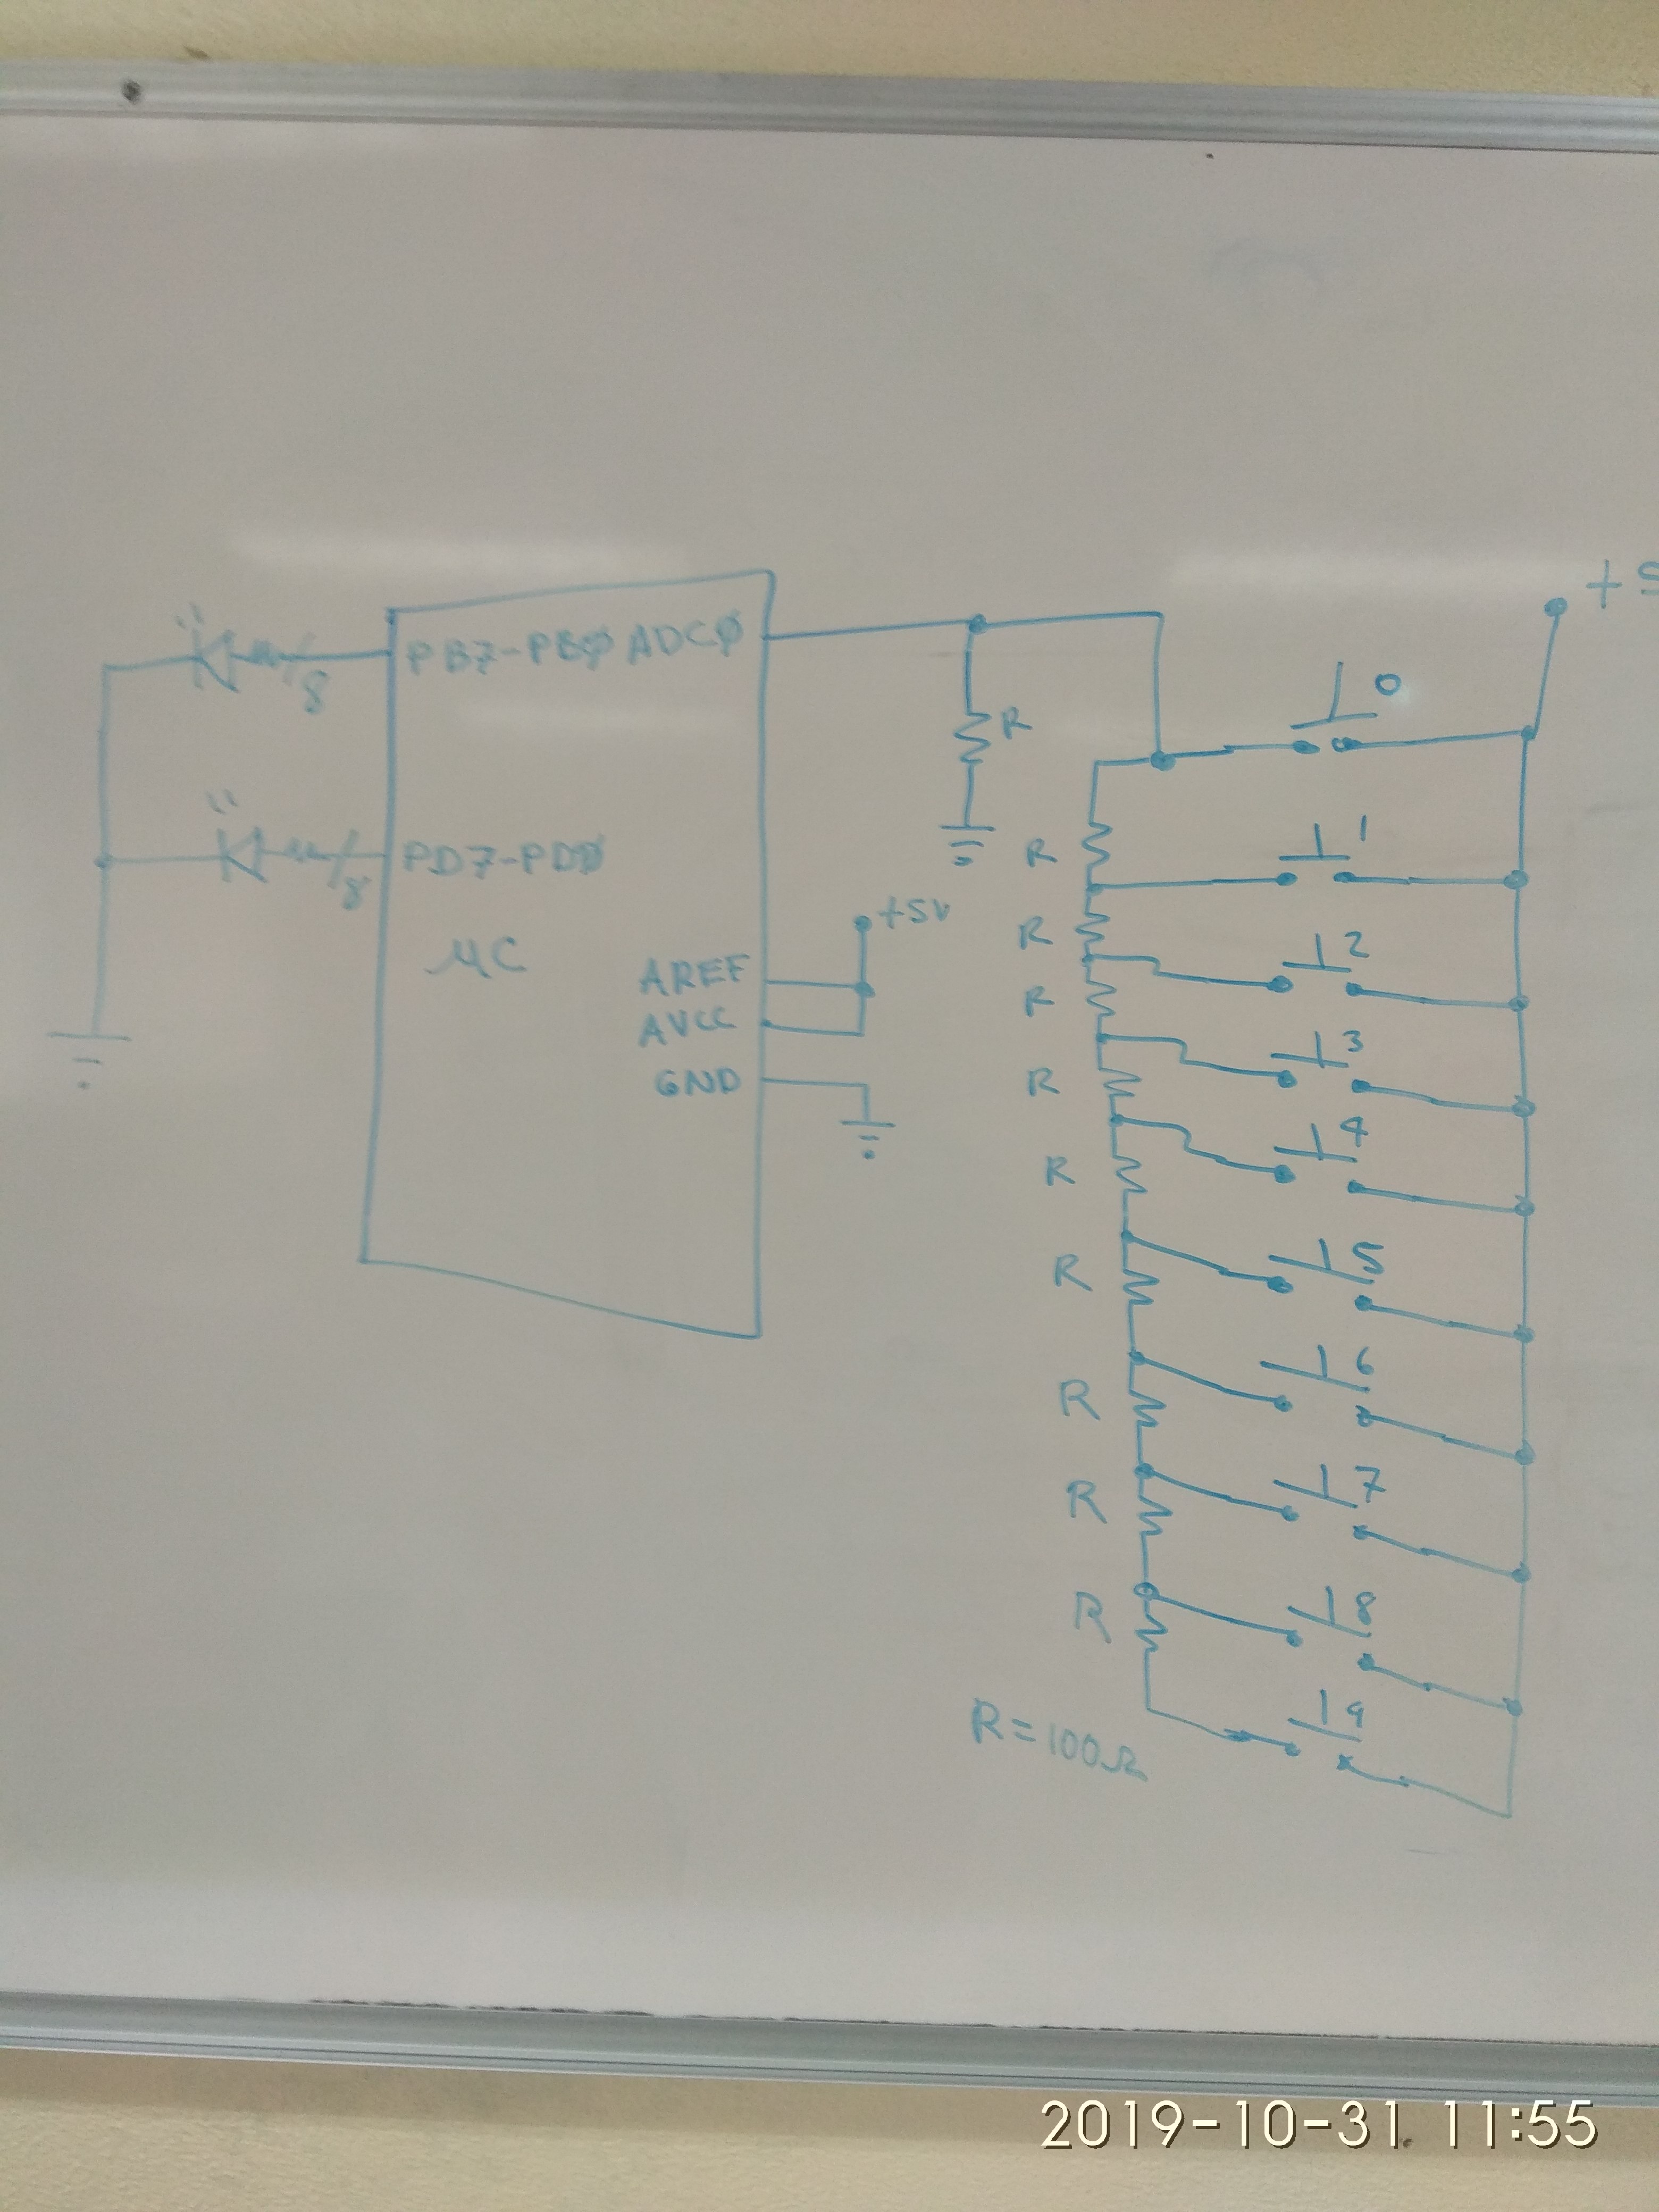 PB7-PBØ ADCØ
8
PD7-PDØ
8
µC
AREF
AVCC
GND
+5V
R
+5
0
1
R
2
R
3
R
4
R
5
R
6
R
7
R
8
R
9
R
R=100Ω
2019-10-31 11:55